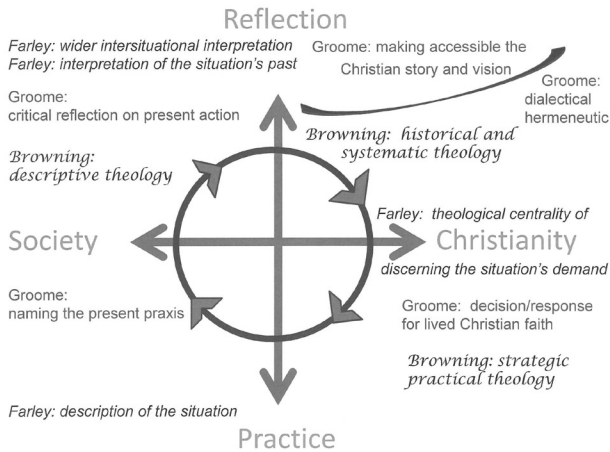 Reflection
Farley: wider intersituational interpretation
Farley: interpretation of the situation's past
Groome: making accessible the
Christian story and vision
Groome:
dialectical
hermeneutic
Groome:
critical reflection on present action
Browning: historical and
systematic theology
Browning:
descriptive theology
Farley: theological centrality of
Society
Christianity
discerning the situation's demand
Groome:
naming the present praxis
Groome: decision/response
for lived Christian faith
Browning: strategic
practical theology
Farley: description of the situation
Practice